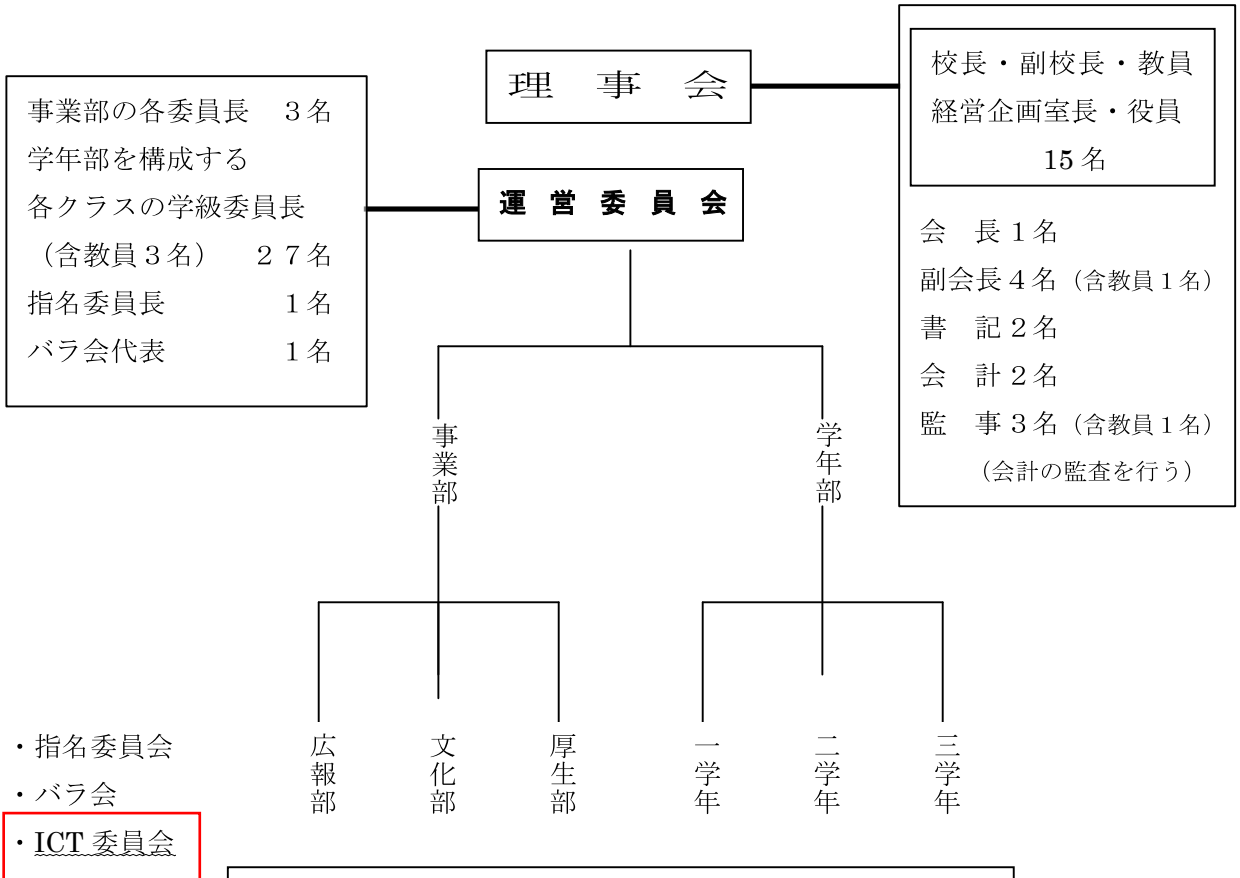 理　事　会
校長・副校長・教員
経営企画室長・役員
15 名
会　長１名
副会長４名（含教員１名）
書　記２名
会　計２名
監　事３名（含教員１名）
（会計の監査を行う）
事業部の各委員長　３名
学年部を構成する
各クラスの学級委員長
（含教員３名）　２７名
指名委員長　１名
バラ会代表　１名
運 営 委 員 会
事業部
学年部
広報部
文化部
厚生部
一学年
二学年
三学年
・指名委員会
・バラ会
・ICT 委員会